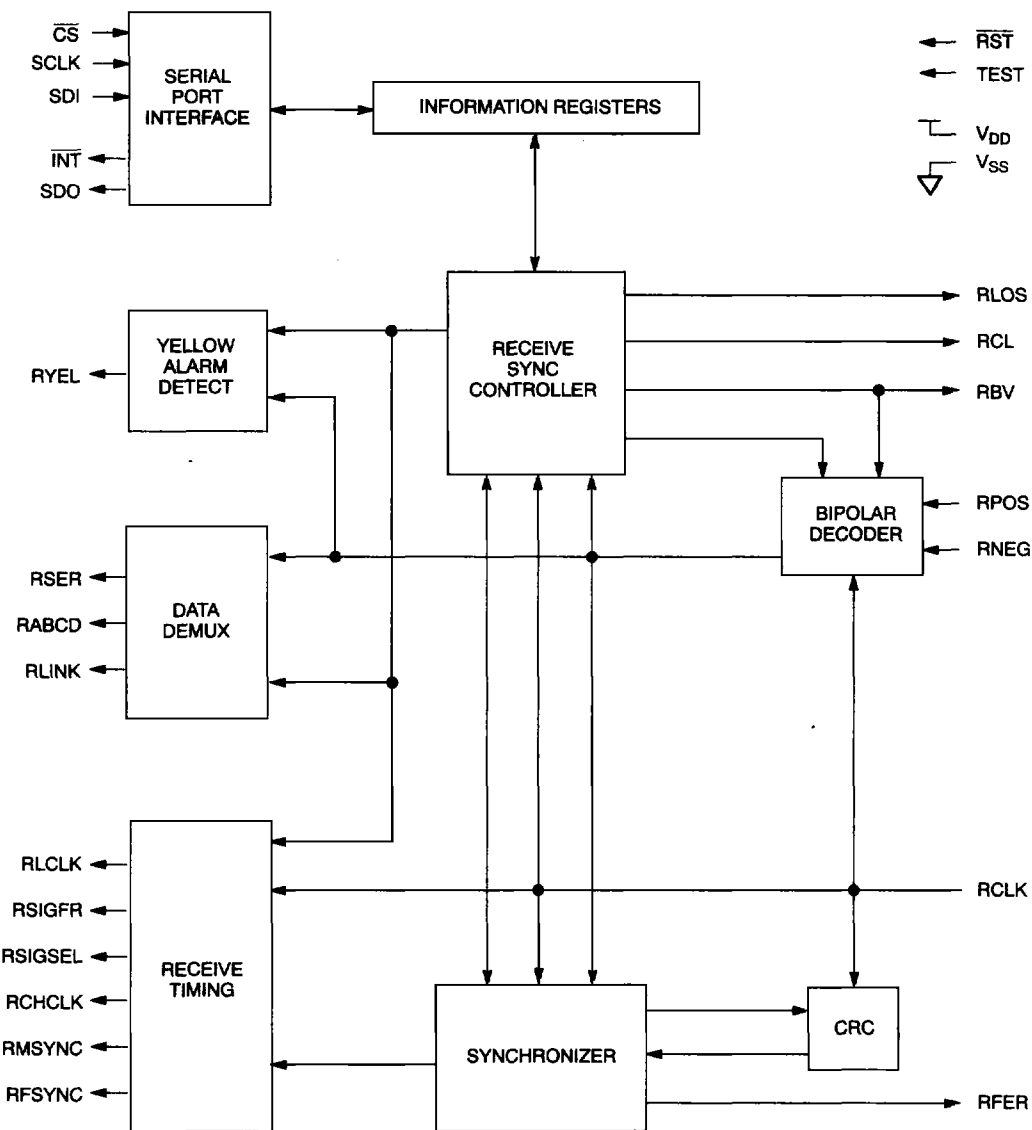 CS
SCLK
SDI
INT
SDO
SERIAL
PORT
INTERFACE
INFORMATION REGISTERS
RST
TEST
VDD
VSS
RYEL
YELLOW
ALARM
DETECT
RECEIVE
SYNC
CONTROLLER
RLOS
RCL
RBV
BIPOLAR
DECODER
RPOS
RNEG
RSER
RABCD
RLINK
DATA
DEMUX
RLCLK
RSIGFR
RSIGSEL
RCHCLK
RMSYNC
RFSYNC
RECEIVE
TIMING
RCLK
SYNCHRONIZER
CRC
RFER